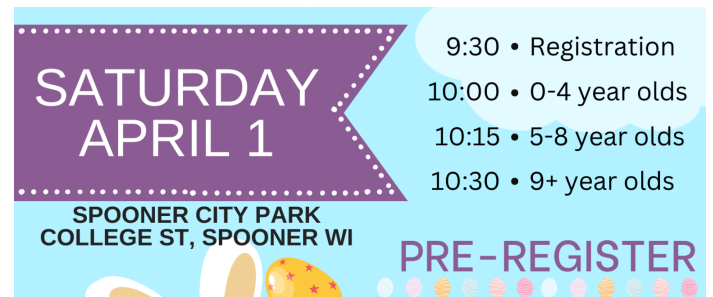 SATURDAY
APRIL 1
9:30 • Registration
10:00 • 0-4 year olds
10:15 • 5-8 year olds
10:30 • 9+ year olds
SPOONER CITY PARK
COLLEGE ST, SPOONER WI
PRE-REGISTER